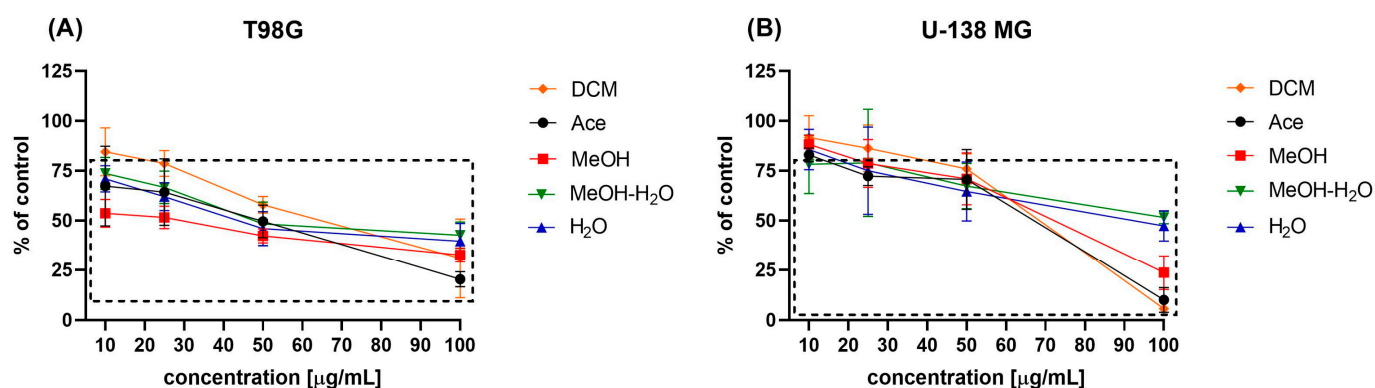 (A)
T98G
% of control
125
100
75
50
25
0
10 20 30 40 50 60 70 80 90 100
concentration [μg/mL]
DCM
Ace
MeOH
MeOH-H₂O
H₂O
(B)
U-138 MG
% of control
125
100
75
50
25
0
10 20 30 40 50 60 70 80 90 100
concentration [μg/mL]
DCM
Ace
MeOH
MeOH-H₂O
H₂O